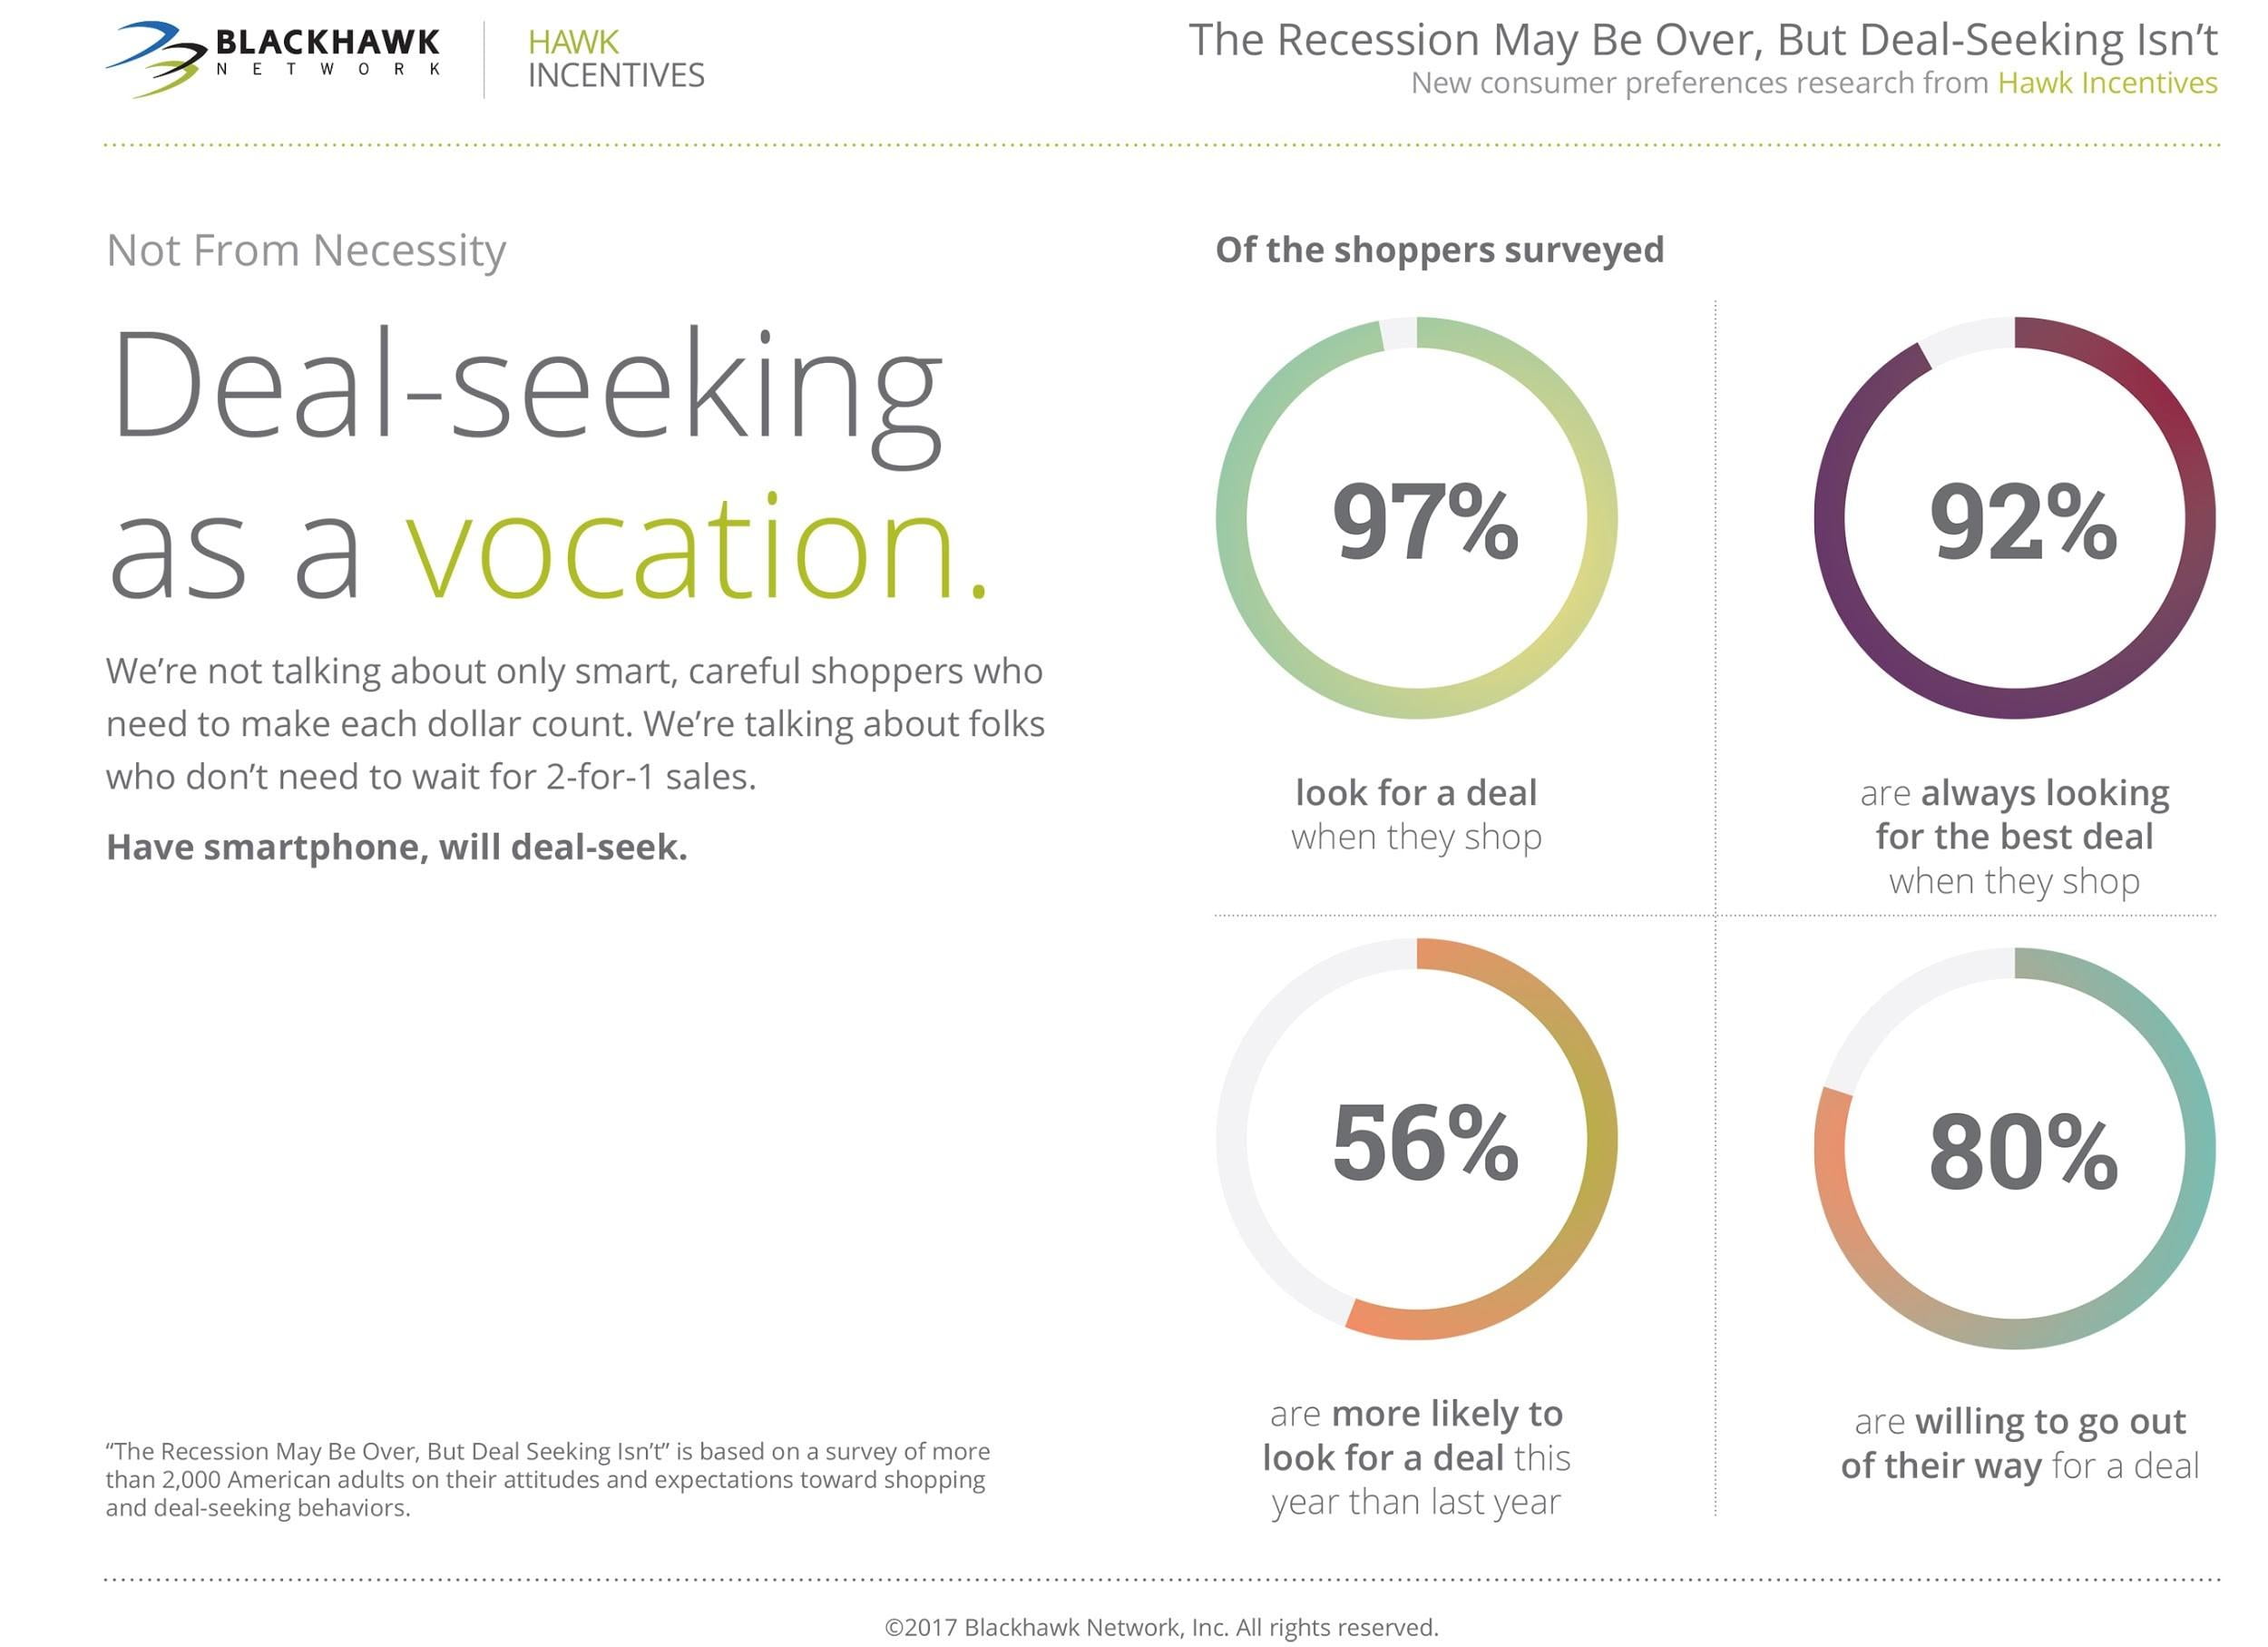 BLACKHAWK
NETWORK
HAWK
INCENTIVES
The Recession May Be Over, But Deal-Seeking Isn’t
New consumer preferences research from Hawk Incentives
Not From Necessity
Deal-seeking
as a vocation.
We’re not talking about only smart, careful shoppers who
need to make each dollar count. We’re talking about folks
who don’t need to wait for 2-for-1 sales.
Have smartphone, will deal-seek.
“The Recession May Be Over, But Deal Seeking Isn’t” is based on a survey of more
than 2,000 American adults on their attitudes and expectations toward shopping
and deal-seeking behaviors.
Of the shoppers surveyed
97%
look for a deal
when they shop
92%
are always looking
for the best deal
when they shop
56%
are more likely to
look for a deal this
year than last year
80%
are willing to go out
of their way for a deal
©2017 Blackhawk Network, Inc. All rights reserved.